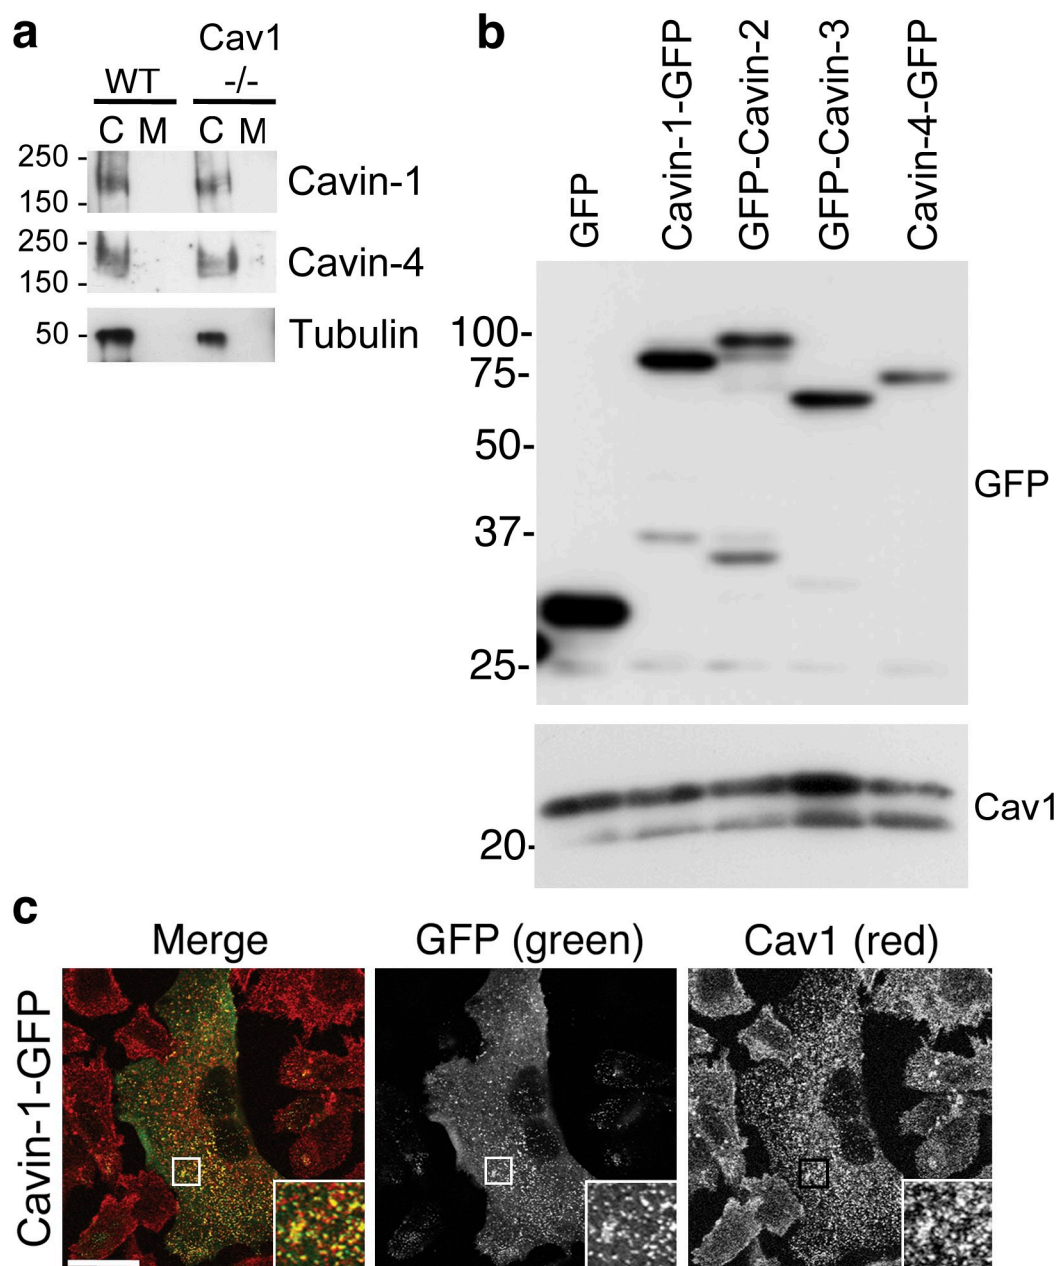 a
Cav1
WT -/-
C M C M
250 -
150 -
Cavin-1
250 -
150 -
Cavin-4
50 - Tubulin
b
GFP
Cavin-1-GFP
GFP-Cavin-2
GFP-Cavin-3
Cavin-4-GFP
100-
75-
50-
37-
25-
GFP
20-
Cav1
c
Merge GFP (green) Cav1 (red)
Cavin-1-GFP